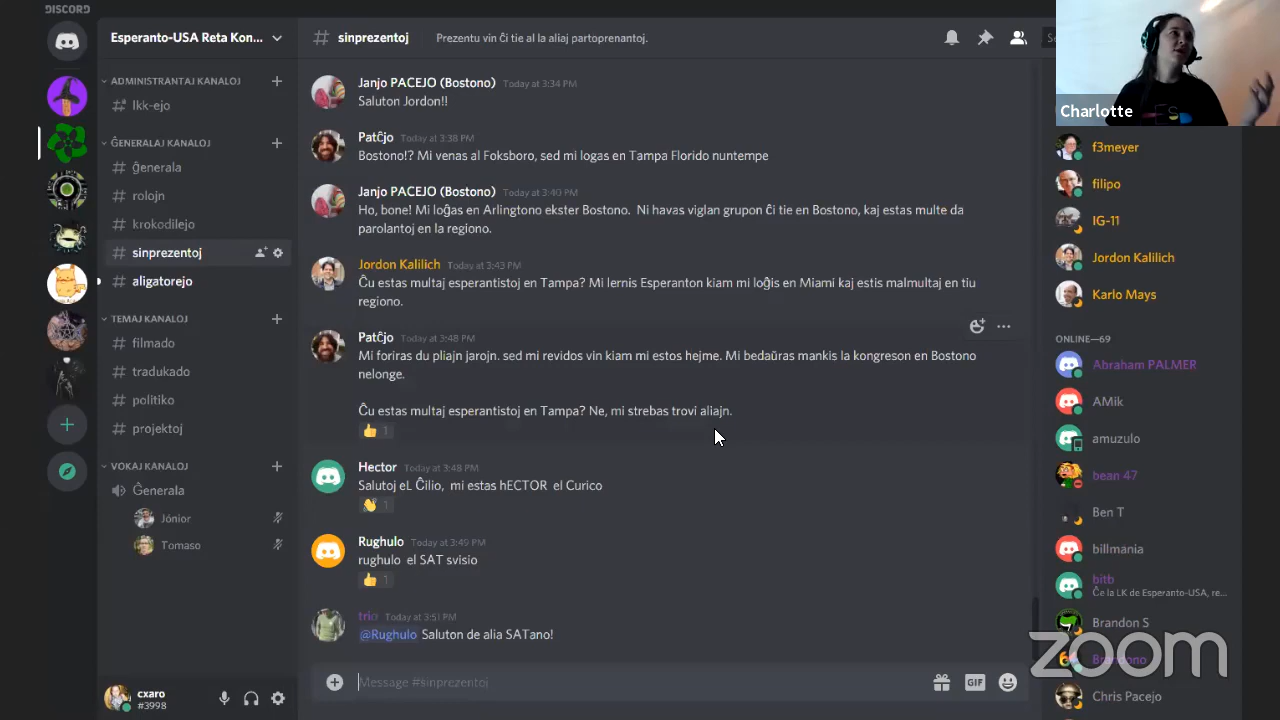 DISCORD
Esperanto-USA Reta Kon...
ADMINISTRANTAJ KANALOJ
lkk-ejo
ĜENERALAJ KANALOJ
ĝenerala
rolojn
krokodilejo
sinprezentoj
aligatorejo
TEMAJ KANALOJ
filmado
tradukado
politiko
projektoj
VOKAJ KANALOJ
Ĝenerala
Jónior
Tomaso
cxaro
#3998
# sinprezentoj Prezentu vin ĉi tie al la aliaj partoprenantoj.
Janjo PACEJO (Bostono) Today at 3:34 PM
Saluton Jordon!!
Patĉjo Today at 3:38 PM
Bostono!? Mi venas al Foksboro, sed mi logas en Tampa Florido nuntempe
Janjo PACEJO (Bostono) Today at 3:40 PM
Ho, bone! Mi loĝas en Arlingtono ekster Bostono. Ni havas viglan grupon ĉi tie en Bostono, kaj estas multe da
parolantoj en la regiono.
Jordon Kalilich Today at 3:43 PM
Ĉu estas multaj esperantistoj en Tampa? Mi lernis Esperanton kiam mi loĝis en Miami kaj estis malmultaj en tiu
regiono.
Patĉjo Today at 3:48 PM
Mi foriras du pliajn jarojn. sed mi revidos vin kiam mi estos hejme. Mi bedaŭras mankis la kongreson en Bostono
nelonge.
Ĉu estas multaj esperantistoj en Tampa? Ne, mi strebas trovi aliajn.
1
Hector Today at 3:48 PM
Salutoj eL Ĉilio, mi estas hECTOR el Curico
1
Rughulo Today at 3:49 PM
rughulo el SAT svisio
1
trio Today at 3:51 PM
@Rughulo Saluton de alia SATano!
Message #sinprezentoj
GIF
Charlotte
f3meyer
filipo
IG-11
Jordon Kalilich
Karlo Mays
ONLINE—69
Abraham PALMER
AMik
amuzulo
bean 47
Ben T
billmania
bitb
Ĉe la LK de Esperanto-USA, re...
Brandon S
Brandono
Chris Pacejo
zoom